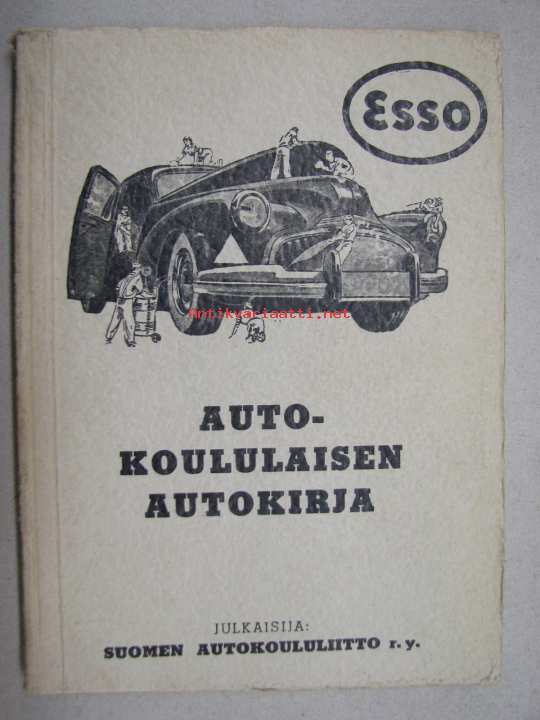 Esso
antikvariaatti.net
AUTO-
KOULULAISEN
AUTOKIRJA
JULKAISIJA:
SUOMEN AUTOKOULULIITTO r.y.